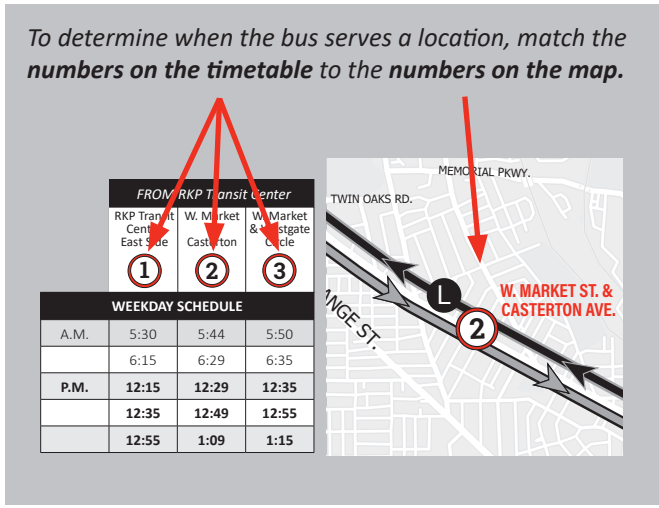 To determine when the bus serves a location, match the
numbers on the timetable to the numbers on the map.
FROM RKP Transit Center
RKP Transit
Center
East Side
1
W. Market
&
Casterton
2
W. Market
& Westgate
Circle
3
WEEKDAY SCHEDULE
A.M. 5:30 5:44 5:50
6:15 6:29 6:35
P.M. 12:15 12:29 12:35
12:35 12:49 12:55
12:55 1:09 1:15
MEMORIAL PKWY.
TWIN OAKS RD.
L
W. MARKET ST. &
CASTERTON AVE.
2
ANGE ST.